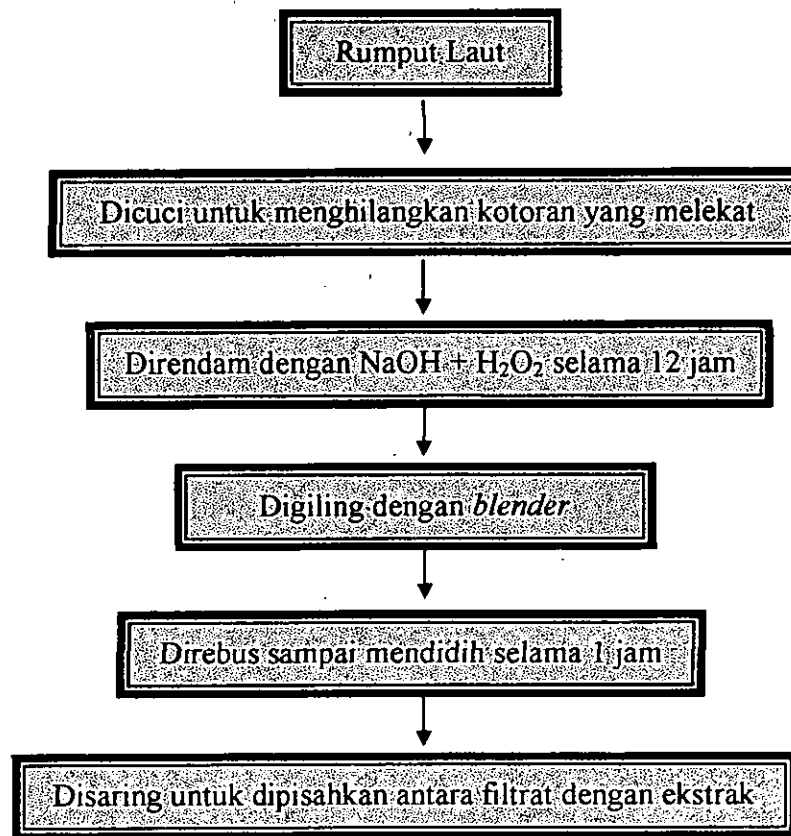 Rumput Laut
Dicuci untuk menghilangkan kotoran yang melekat
Direndam dengan NaOH + H₂O₂ selama 12 jam
Digiling dengan blender
Direbus sampai mendidih selama 1 jam
Disaring untuk dipisahkan antara filtrat dengan ekstrak